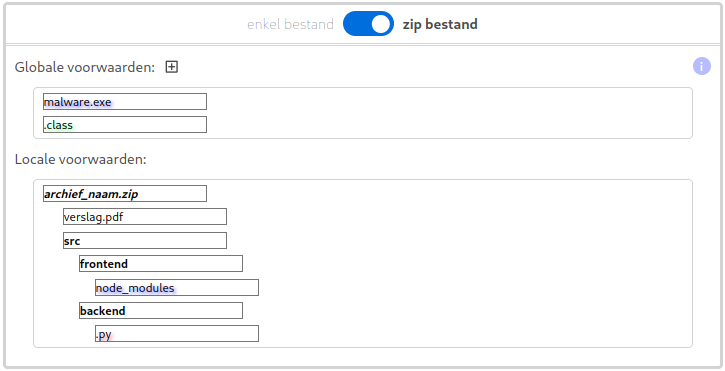 enkel bestand zip bestand
Globale voorwaarden:
i
malware.exe
.class
Locale voorwaarden:
archief_naam.zip
verslag.pdf
src
frontend
node_modules
backend
.py